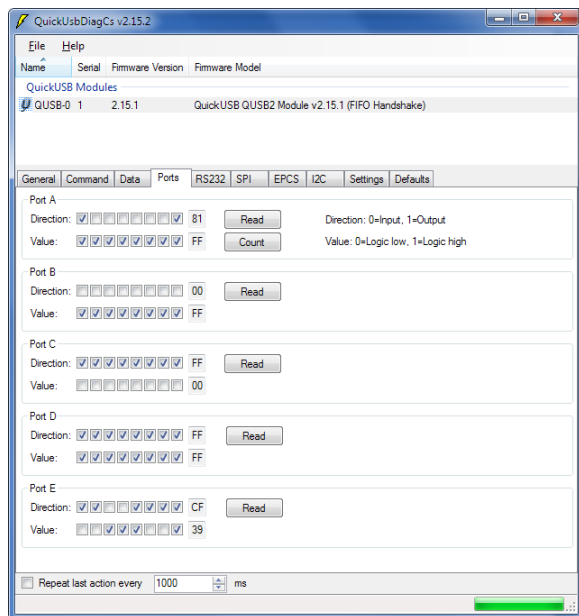 QuickUsbDiagCs v2.15.2
File Help
Name Serial Firmware Version Firmware Model
QuickUSB Modules
QUSB-0 1 2.15.1 QuickUSB QUSB2 Module v2.15.1 (FIFO Handshake)
General Command Data Ports RS232 SPI EPCS I2C Settings Defaults
Port A
Direction: 81 Read Direction: 0=Input, 1=Output
Value: FF Count Value: 0=Logic low, 1=Logic high
Port B
Direction: 00 Read
Value: FF
Port C
Direction: FF Read
Value: 00
Port D
Direction: FF Read
Value: FF
Port E
Direction: CF Read
Value: 39
Repeat last action every 1000 ms